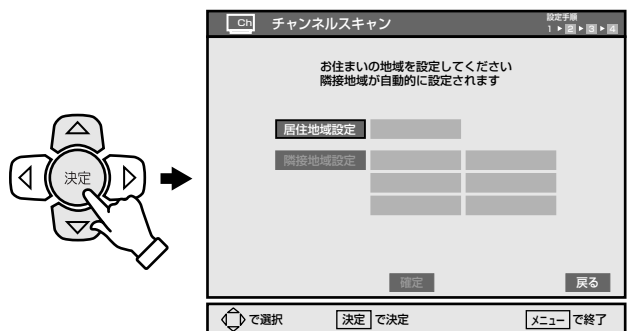 Ch チャンネルスキャン
設定手順
1 ▶ 2 ▶ 3 ▶ 4
お住まいの地域を設定してください
隣接地域が自動的に設定されます
居住地域設定
隣接地域設定
決定
確定 戻る
で選択 決定 で決定 メニュー で終了